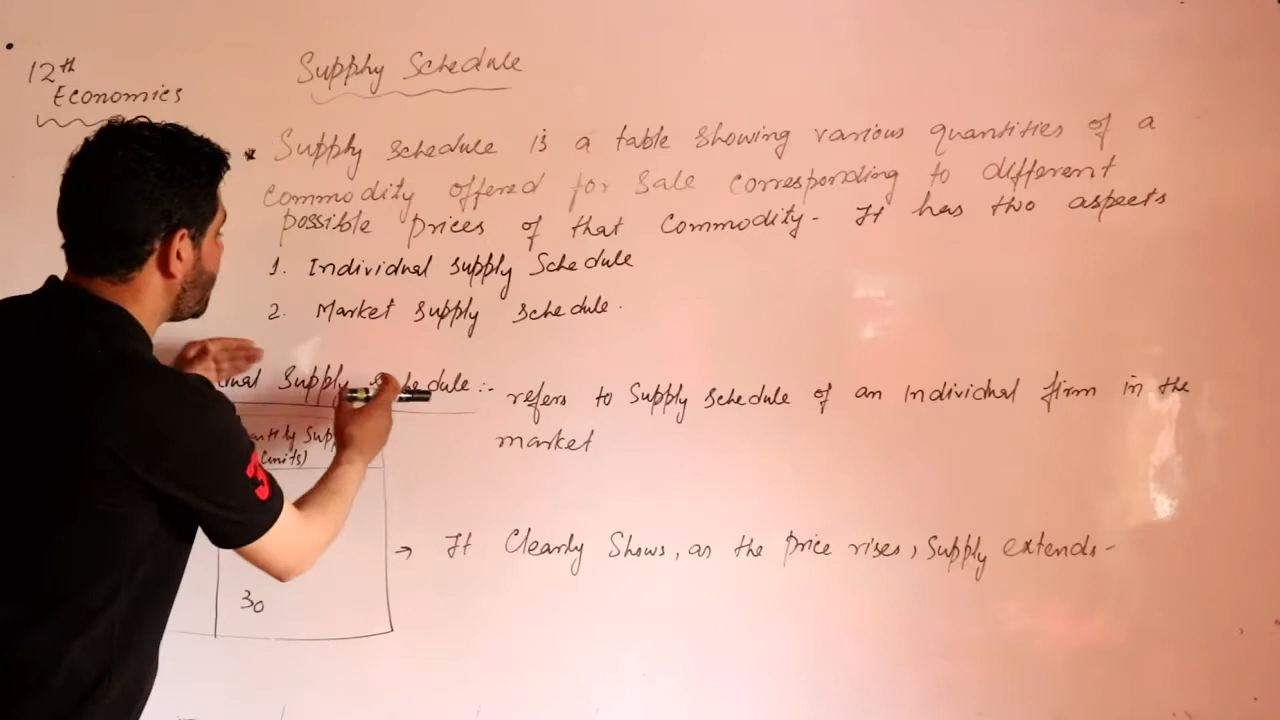 12th
Economics
Supply Schedule
Supply schedule is a table showing various quantities of a
commodity offered for sale corresponding to different
possible prices of that commodity. It has two aspects
1. Individual supply schedule
2. Market supply schedule.
Supply schedule :- refers to supply schedule of an Individual firm in the
market
(units)
30
→ It clearly shows, as the price rises, supply extends-
3